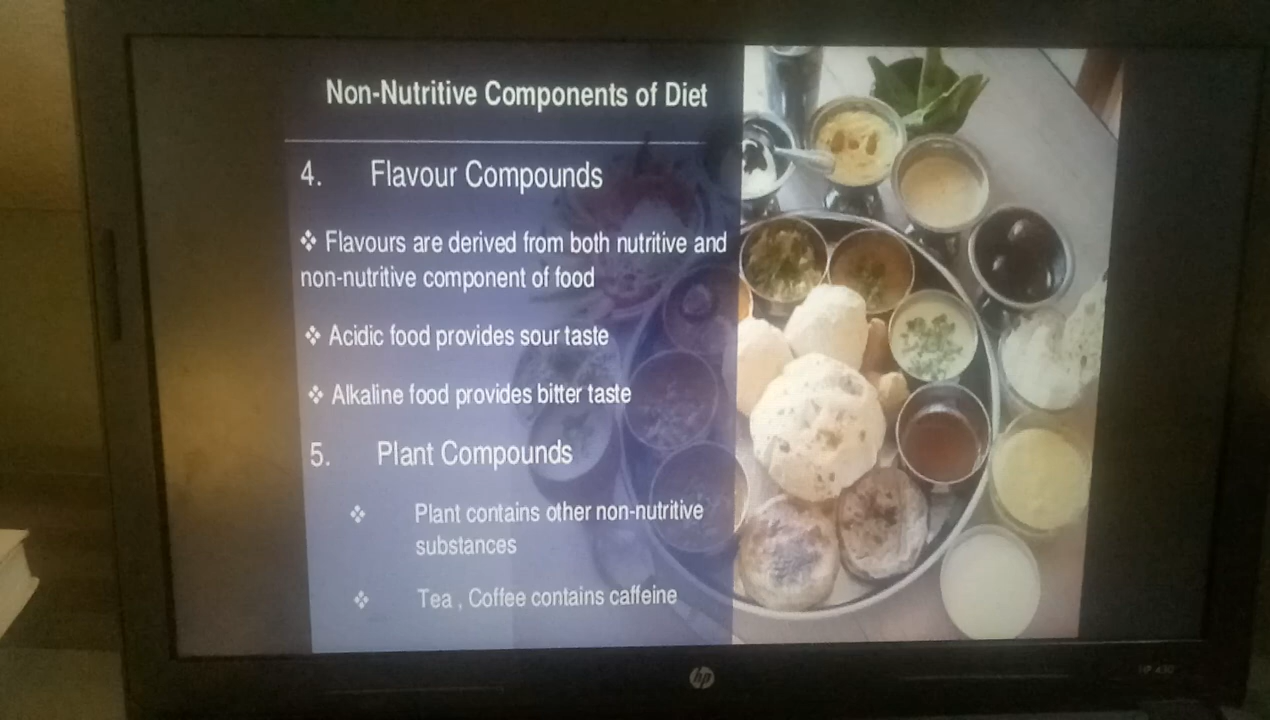 Non-Nutritive Components of Diet
4. Flavour Compounds
❖ Flavours are derived from both nutritive and
non-nutritive component of food
❖ Acidic food provides sour taste
❖ Alkaline food provides bitter taste
5. Plant Compounds
❖ Plant contains other non-nutritive
substances
❖ Tea , Coffee contains caffeine
hp
HP 430